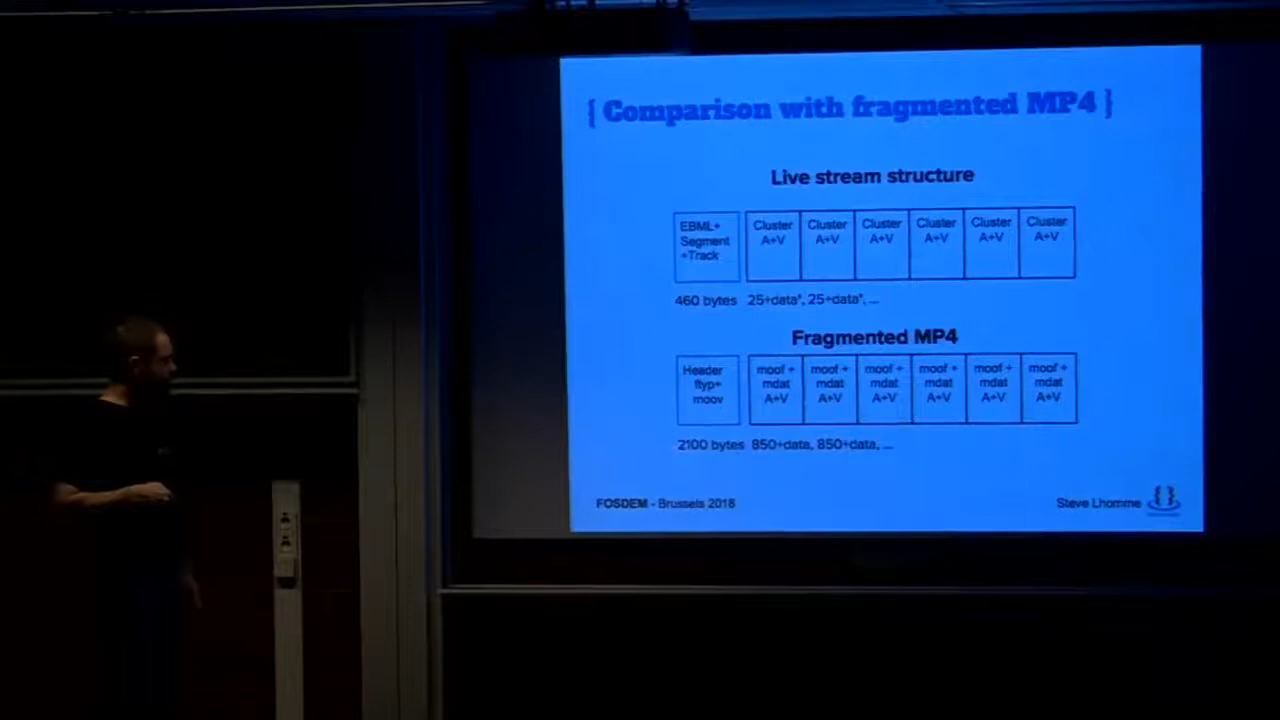 { Comparison with fragmented MP4 }
Live stream structure
EBML+
Segment
+Track
Cluster
A+V
Cluster
A+V
Cluster
A+V
Cluster
A+V
Cluster
A+V
Cluster
A+V
460 bytes 25+data*, 25+data*, ...
Fragmented MP4
Header
ftyp+
moov
moof +
mdat
A+V
moof +
mdat
A+V
moof +
mdat
A+V
moof +
mdat
A+V
moof +
mdat
A+V
moof +
mdat
A+V
2100 bytes 850+data, 850+data, ...
FOSDEM - Brussels 2018
Steve Lhomme